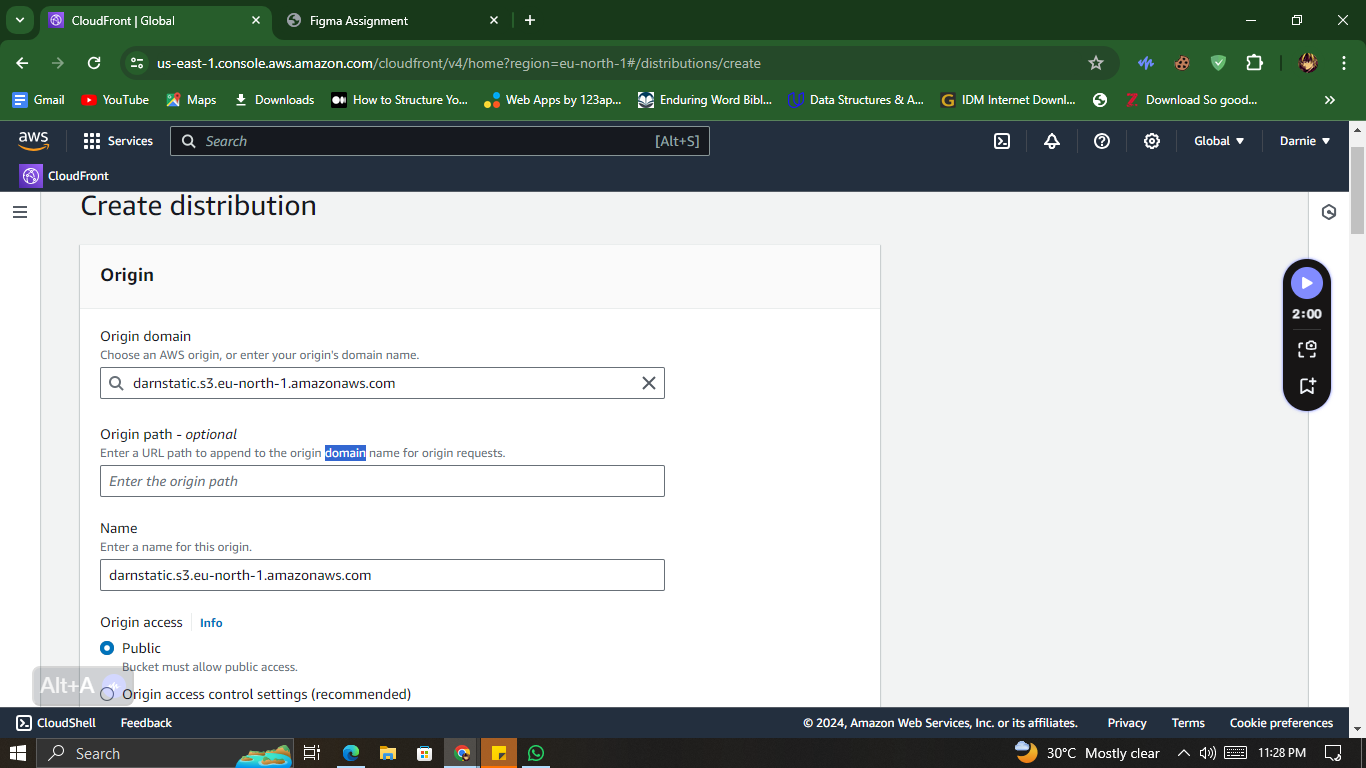 CloudFront | Global
Figma Assignment
us-east-1.console.aws.amazon.com/cloudfront/v4/home?region=eu-north-1#/distributions/create
Gmail
YouTube
Maps
Downloads
How to Structure Yo...
Web Apps by 123ap...
Enduring Word Bibl...
Data Structures & A...
IDM Internet Downl...
Download So good...
aws
Services
Search
[Alt+S]
Global
Darnie
CloudFront
Create distribution
Origin
Origin domain
Choose an AWS origin, or enter your origin's domain name.
darnstatic.s3.eu-north-1.amazonaws.com
Origin path - optional
Enter a URL path to append to the origin domain name for origin requests.
Enter the origin path
Name
Enter a name for this origin.
darnstatic.s3.eu-north-1.amazonaws.com
Origin access
Info
Public
Bucket must allow public access.
Origin access control settings (recommended)
Alt+A
2:00
CloudShell
Feedback
© 2024, Amazon Web Services, Inc. or its affiliates.
Privacy
Terms
Cookie preferences
Search
30°C Mostly clear
11:28 PM